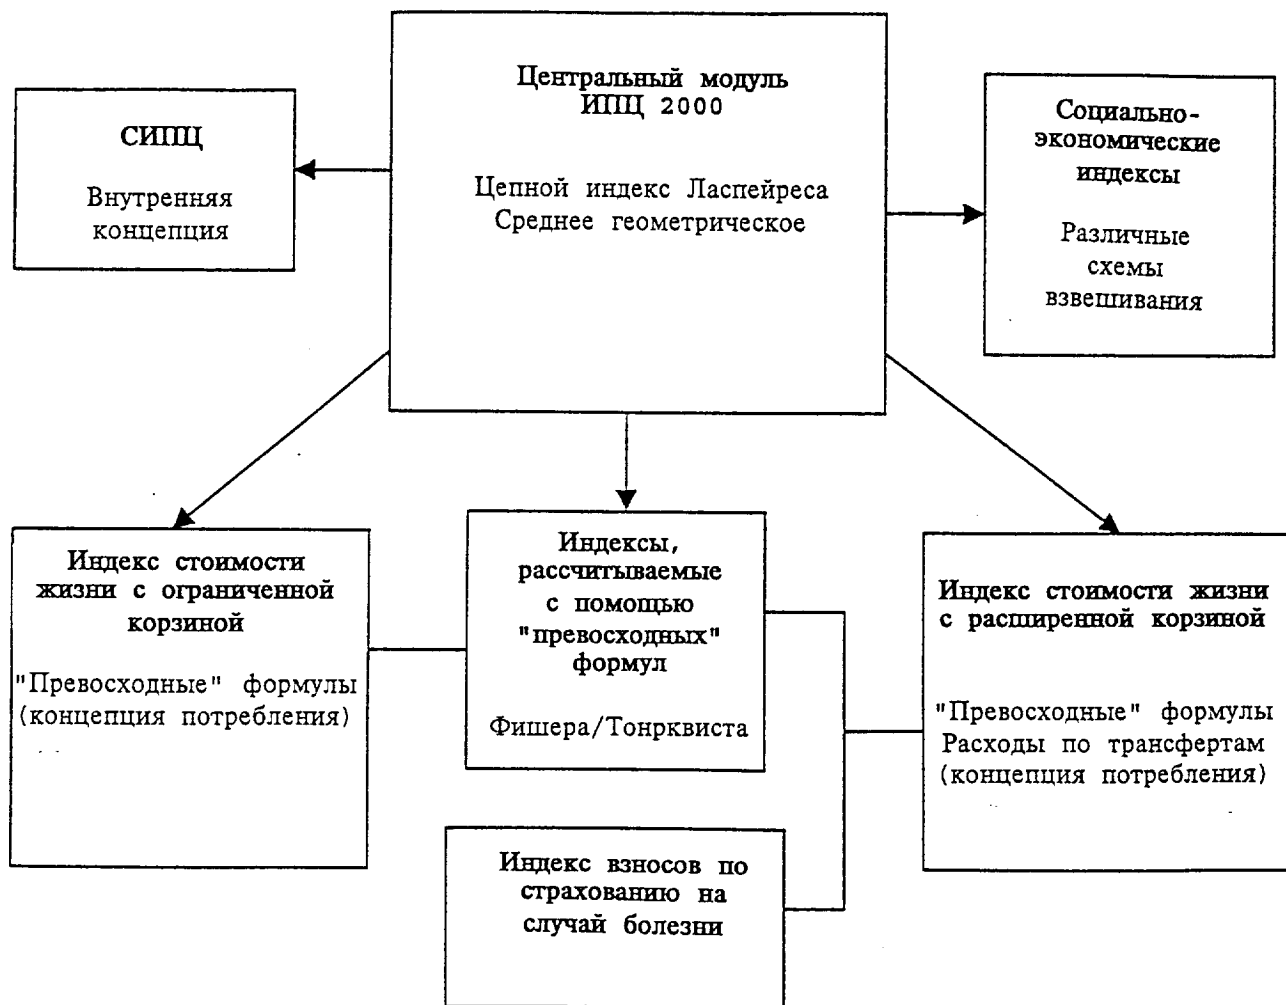 Центральный модуль
ИПЦ 2000
Цепной индекс Ласпейреса
Среднее геометрическое
СИПЦ
Внутренняя
концепция
Социально-
экономические
индексы
Различные
схемы
взвешивания
Индекс стоимости
жизни с ограниченной
корзиной
"Превосходные" формулы
(концепция потребления)
Индексы,
рассчитываемые
с помощью
"превосходных"
формул
Фишера/Тонрквиста
Индекс стоимости жизни
с расширенной корзиной
"Превосходные" формулы
Расходы по трансфертам
(концепция потребления)
Индекс взносов по
страхованию на
случай болезни